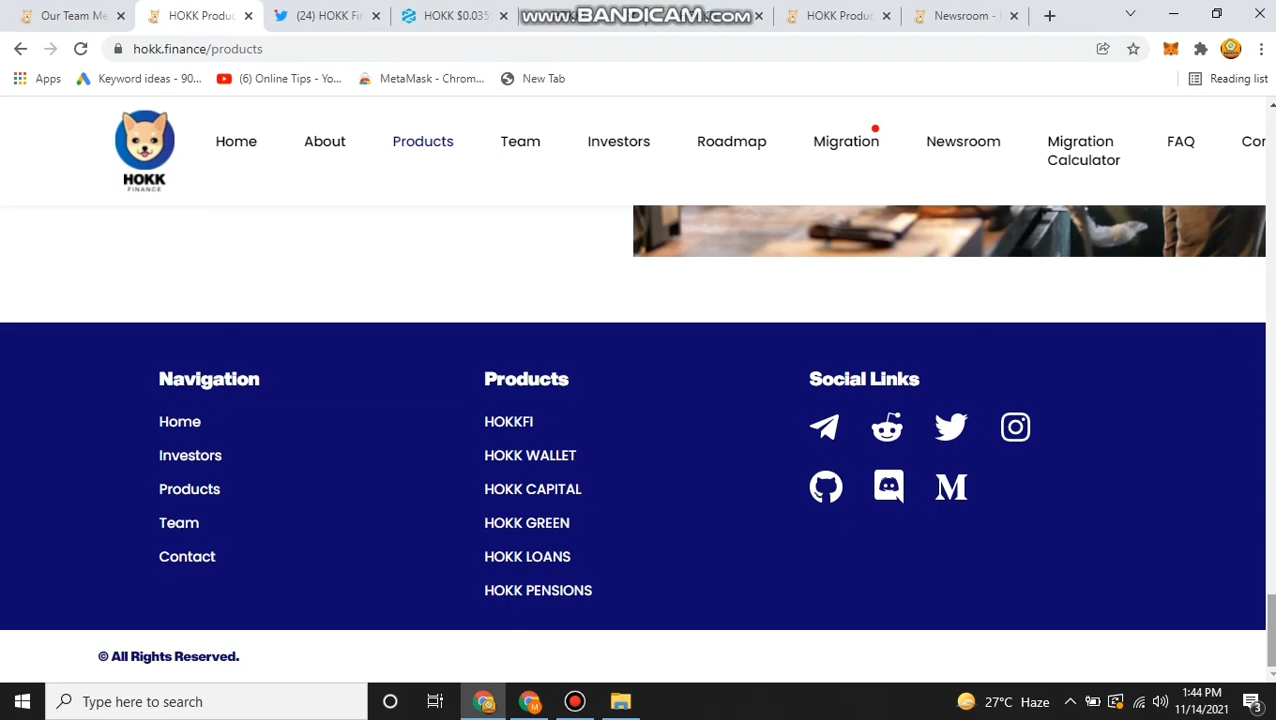 Our Team Me
HOKK Produc
(24) HOKK Fin
HOKK $0.035
www.BANDICAM.com
HOKK Produc
Newsroom -
hokk.finance/products
Apps
Keyword ideas - 90...
(6) Online Tips - Yo...
MetaMask - Chrom...
New Tab
Reading list
HOKK
FINANCE
Home
About
Products
Team
Investors
Roadmap
Migration
Newsroom
Migration
Calculator
FAQ
Cor
Navigation
Home
Investors
Products
Team
Contact
Products
HOKKFI
HOKK WALLET
HOKK CAPITAL
HOKK GREEN
HOKK LOANS
HOKK PENSIONS
Social Links
© All Rights Reserved.
Type here to search
27°C Haze
1:44 PM
11/14/2021
3